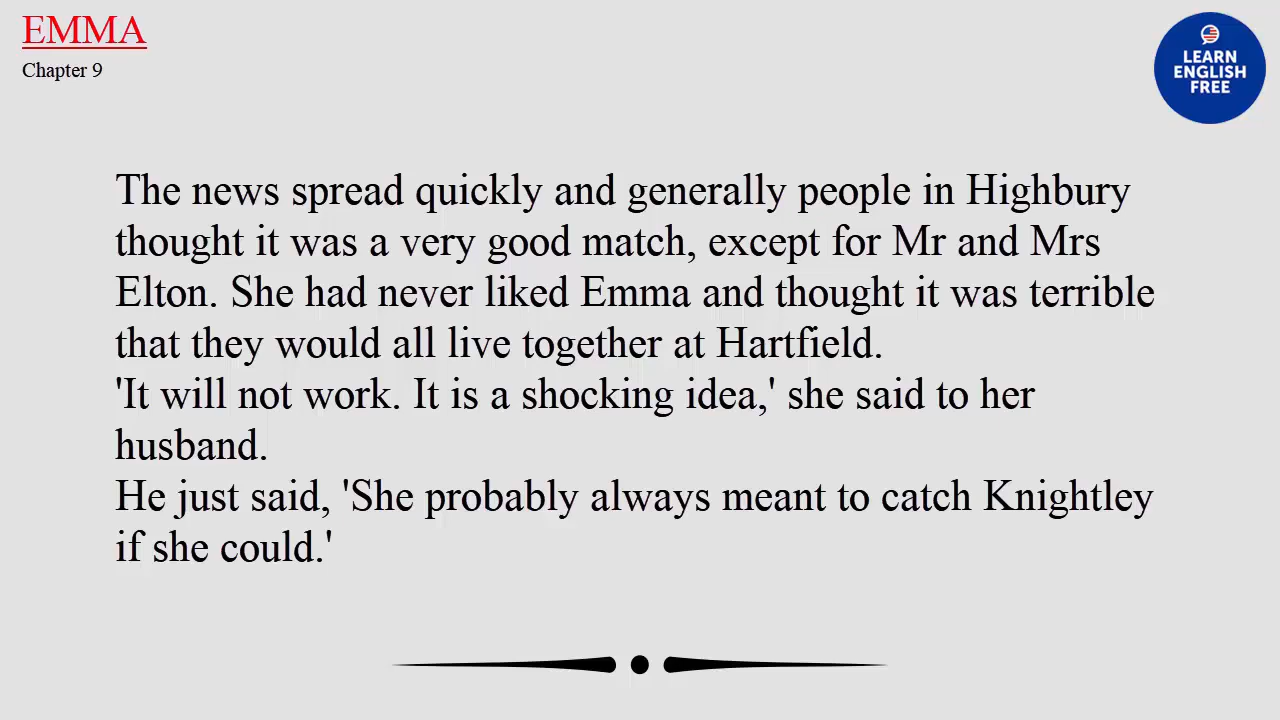 EMMA
Chapter 9
LEARN
ENGLISH
FREE
The news spread quickly and generally people in Highbury
thought it was a very good match, except for Mr and Mrs
Elton. She had never liked Emma and thought it was terrible
that they would all live together at Hartfield.
'It will not work. It is a shocking idea,' she said to her
husband.
He just said, 'She probably always meant to catch Knightley
if she could.'